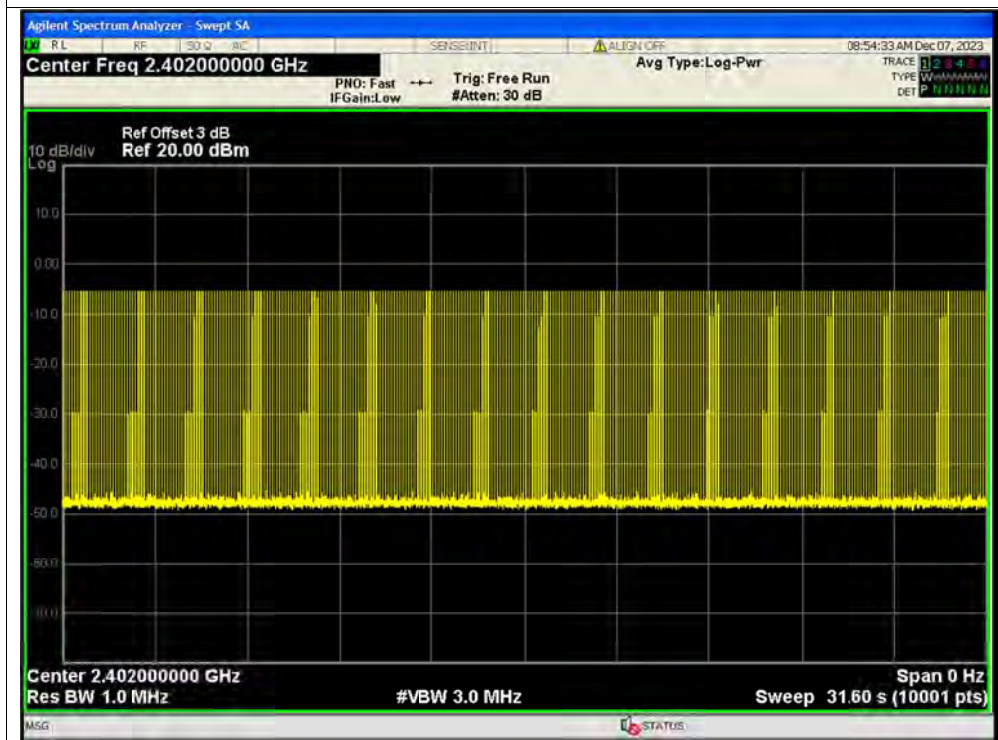 Agilent Spectrum Analyzer - Swept SA
LXI RL RF 50 Ω AC SENSE:INT ALIGN OFF 08:54:33 AM Dec 07, 2023
Center Freq 2.402000000 GHz
PNO: Fast
IFGain:Low
Trig: Free Run
#Atten: 30 dB
Avg Type:Log-Pwr
TRACE 1 2 3 4 5 6
TYPE W
DET P N N N N N
Ref Offset 3 dB
10 dB/div Ref 20.00 dBm
Log
10.0
0.00
-10.0
-20.0
-30.0
-40.0
-50.0
-60.0
Center 2.402000000 GHz Span 0 Hz
Res BW 1.0 MHz #VBW 3.0 MHz Sweep 31.60 s (10001 pts)
MSG STATUS